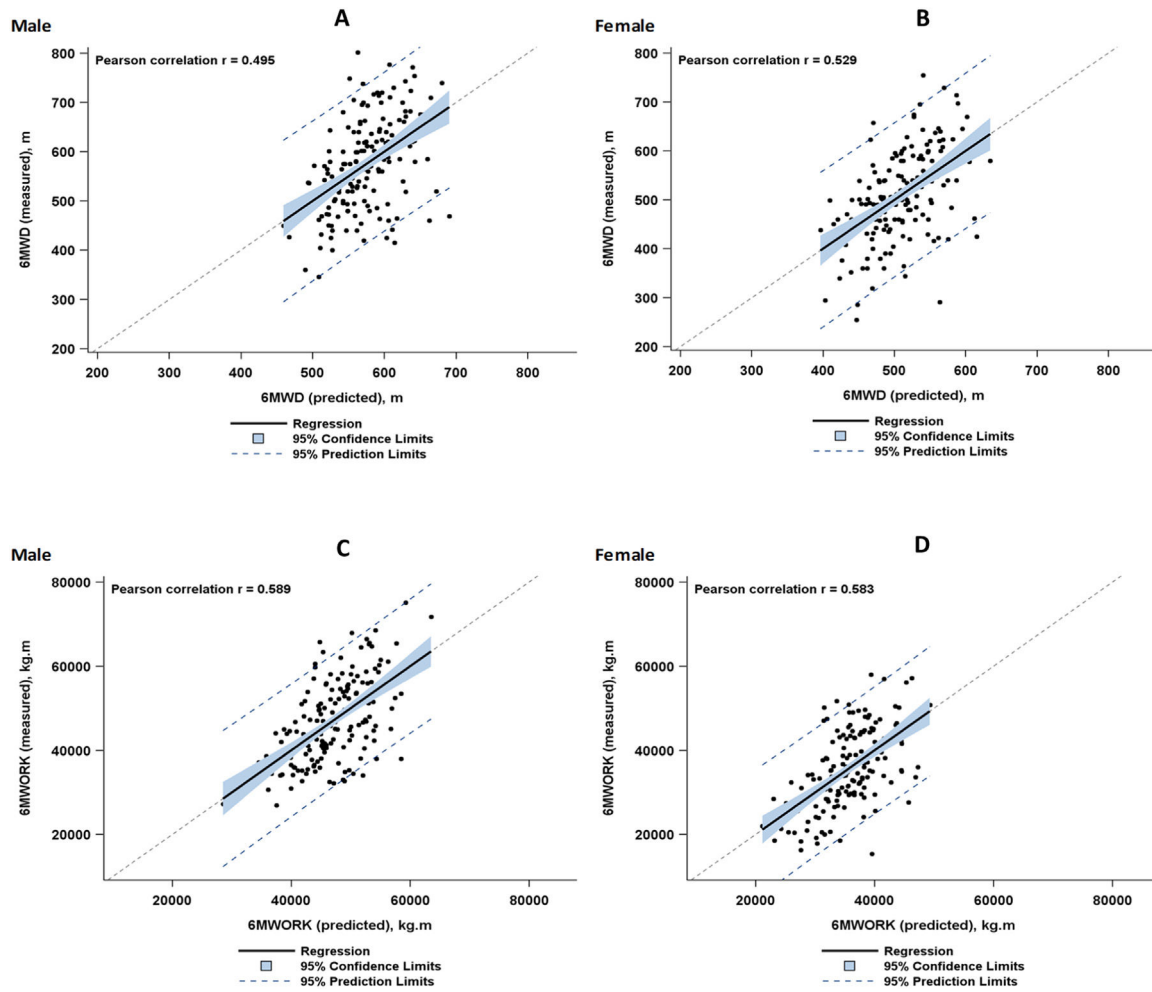 Male
A
Pearson correlation r = 0.495
800
700
600
500
400
300
200
6MWD (measured), m
200 300 400 500 600 700 800
6MWD (predicted), m
Regression
95% Confidence Limits
95% Prediction Limits
Female
B
Pearson correlation r = 0.529
800
700
600
500
400
300
200
6MWD (measured), m
200 300 400 500 600 700 800
6MWD (predicted), m
Regression
95% Confidence Limits
95% Prediction Limits
Male
C
Pearson correlation r = 0.589
80000
60000
40000
20000
6MWORK (measured), kg.m
20000 40000 60000 80000
6MWORK (predicted), kg.m
Regression
95% Confidence Limits
95% Prediction Limits
Female
D
Pearson correlation r = 0.583
80000
60000
40000
20000
6MWORK (measured), kg.m
20000 40000 60000 80000
6MWORK (predicted), kg.m
Regression
95% Confidence Limits
95% Prediction Limits